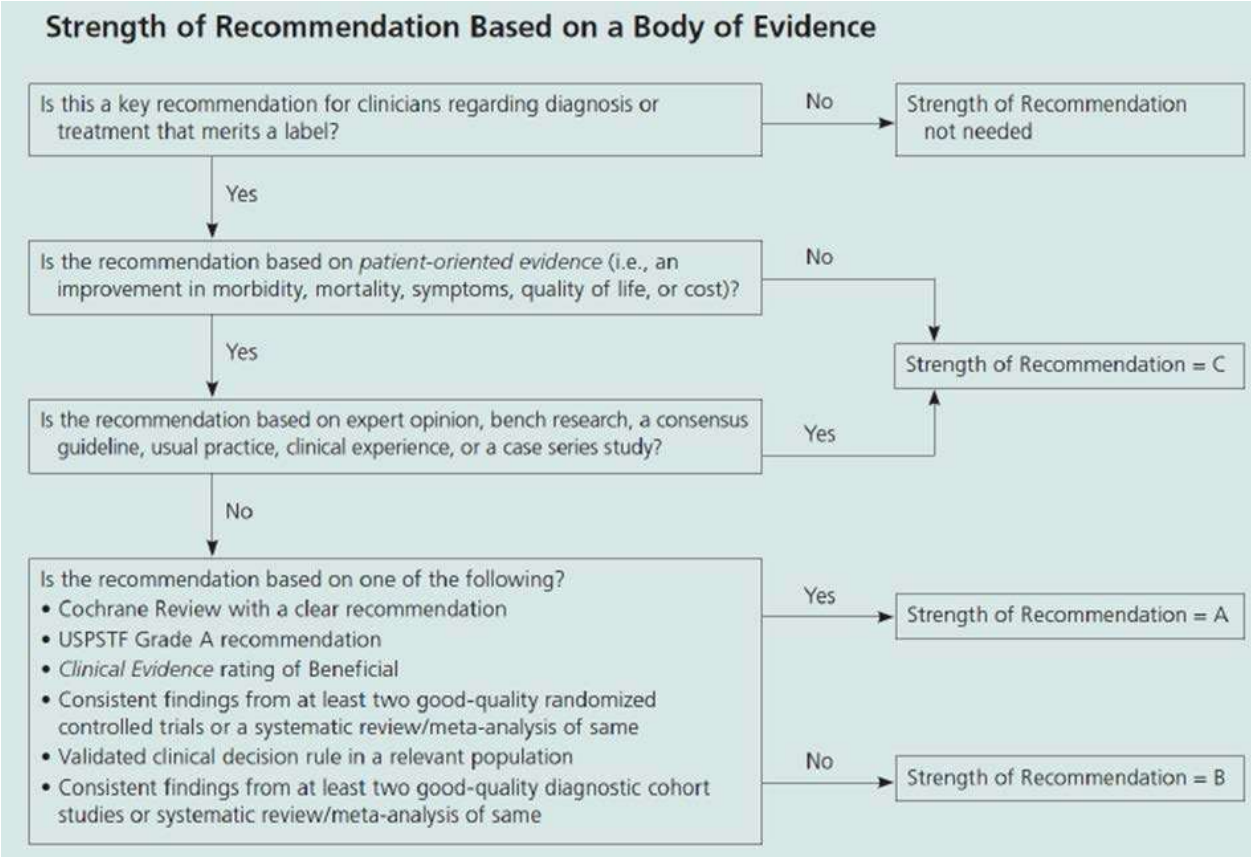 Strength of Recommendation Based on a Body of Evidence
Is this a key recommendation for clinicians regarding diagnosis or
treatment that merits a label?
No
Strength of Recommendation
not needed
Yes
Is the recommendation based on patient-oriented evidence (i.e., an
improvement in morbidity, mortality, symptoms, quality of life, or cost)?
No
Yes
Strength of Recommendation = C
Is the recommendation based on expert opinion, bench research, a consensus
guideline, usual practice, clinical experience, or a case series study?
Yes
No
Is the recommendation based on one of the following?
• Cochrane Review with a clear recommendation
• USPSTF Grade A recommendation
• Clinical Evidence rating of Beneficial
• Consistent findings from at least two good-quality randomized
controlled trials or a systematic review/meta-analysis of same
• Validated clinical decision rule in a relevant population
• Consistent findings from at least two good-quality diagnostic cohort
studies or systematic review/meta-analysis of same
Yes
Strength of Recommendation = A
No
Strength of Recommendation = B